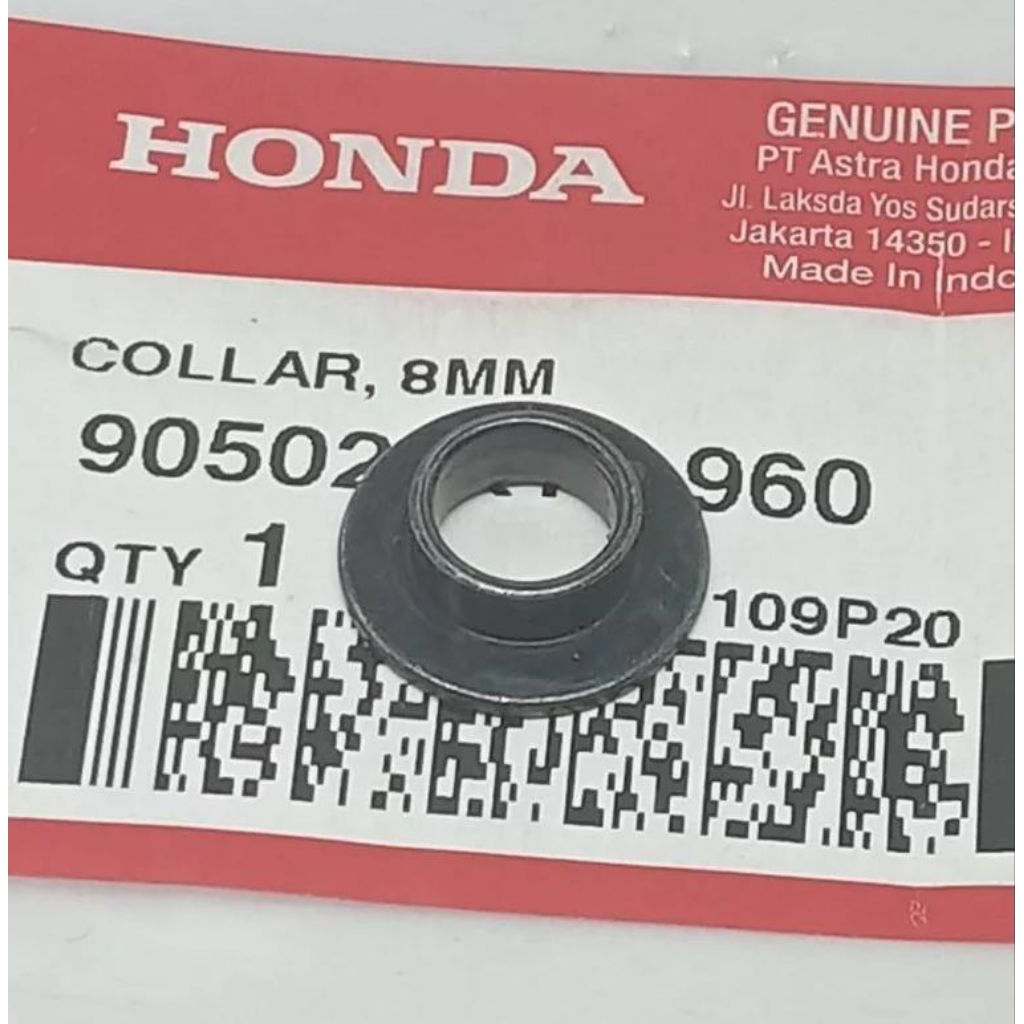 HONDA
GENUINE P
PT Astra Honda
Jl. Laksda Yos Sudars
Jakarta 14350 - I
Made In Indo
COLLAR, 8MM
90502 960
QTY 1
109P20